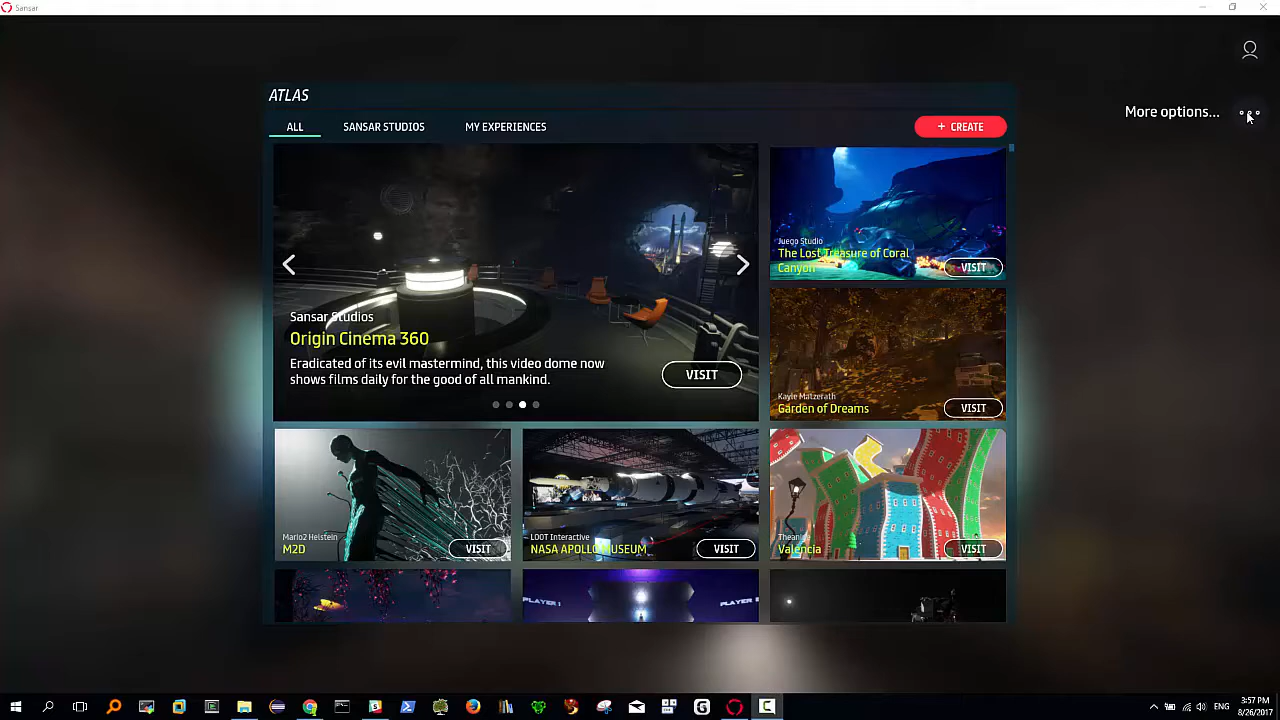 Sansar
ATLAS
More options...
ALL
SANSAR STUDIOS
MY EXPERIENCES
+ CREATE
Sansar Studios
Origin Cinema 360
Eradicated of its evil mastermind, this video dome now
shows films daily for the good of all mankind.
VISIT
Juego Studio
The Lost Treasure of Coral
Canyon
VISIT
Kayle Matzerath
Garden of Dreams
VISIT
Mario2 Helstein
M2D
VISIT
LOOT Interactive
NASA APOLLO MUSEUM
VISIT
Theanine
Valencia
VISIT
PLAYER 1
PLAYER
ENG
3:57 PM
8/26/2017